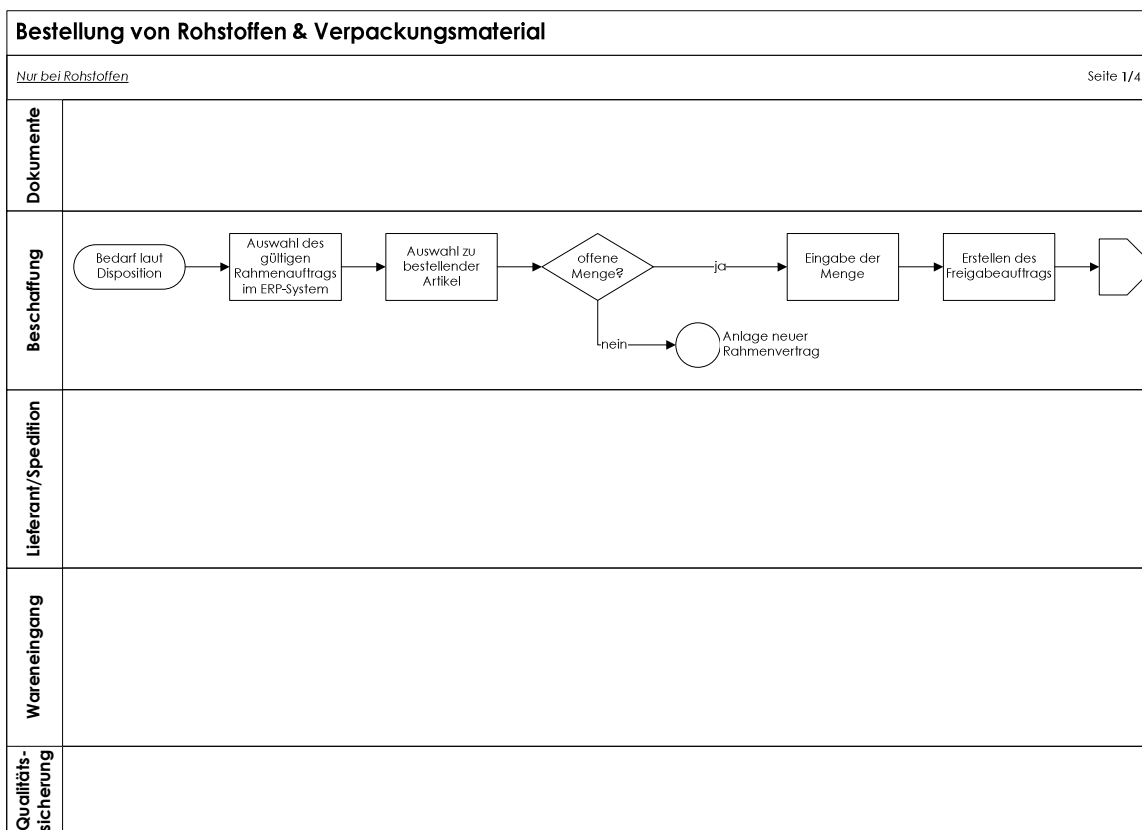 Bestellung von Rohstoffen & Verpackungsmaterial
Nur bei Rohstoffen
Seite 1/4
Dokumente
Beschaffung
Bedarf laut
Disposition
Auswahl des
gültigen
Rahmenauftrags
im ERP-System
Auswahl zu
bestellender
Artikel
offene
Menge?
ja
Eingabe der
Menge
Erstellen des
Freigabeauftrags
nein
Anlage neuer
Rahmenvertrag
Lieferant/Spedition
Wareneingang
Qualitäts-
sicherung